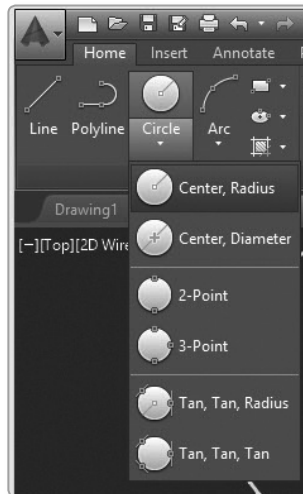 Home Insert Annotate
Line Polyline Circle Arc
Drawing1
[−][Top][2D Wire
Center, Radius
Center, Diameter
2-Point
3-Point
Tan, Tan, Radius
Tan, Tan, Tan